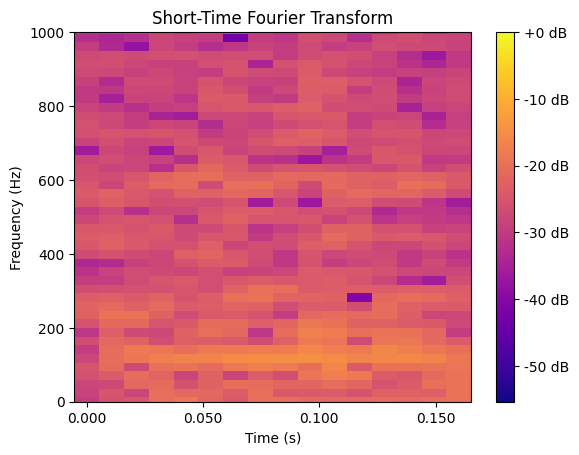 Short-Time Fourier Transform
1000
800
600
400
200
0
Frequency (Hz)
0.000
0.050
0.100
0.150
Time (s)
+0 dB
-10 dB
-20 dB
-30 dB
-40 dB
-50 dB